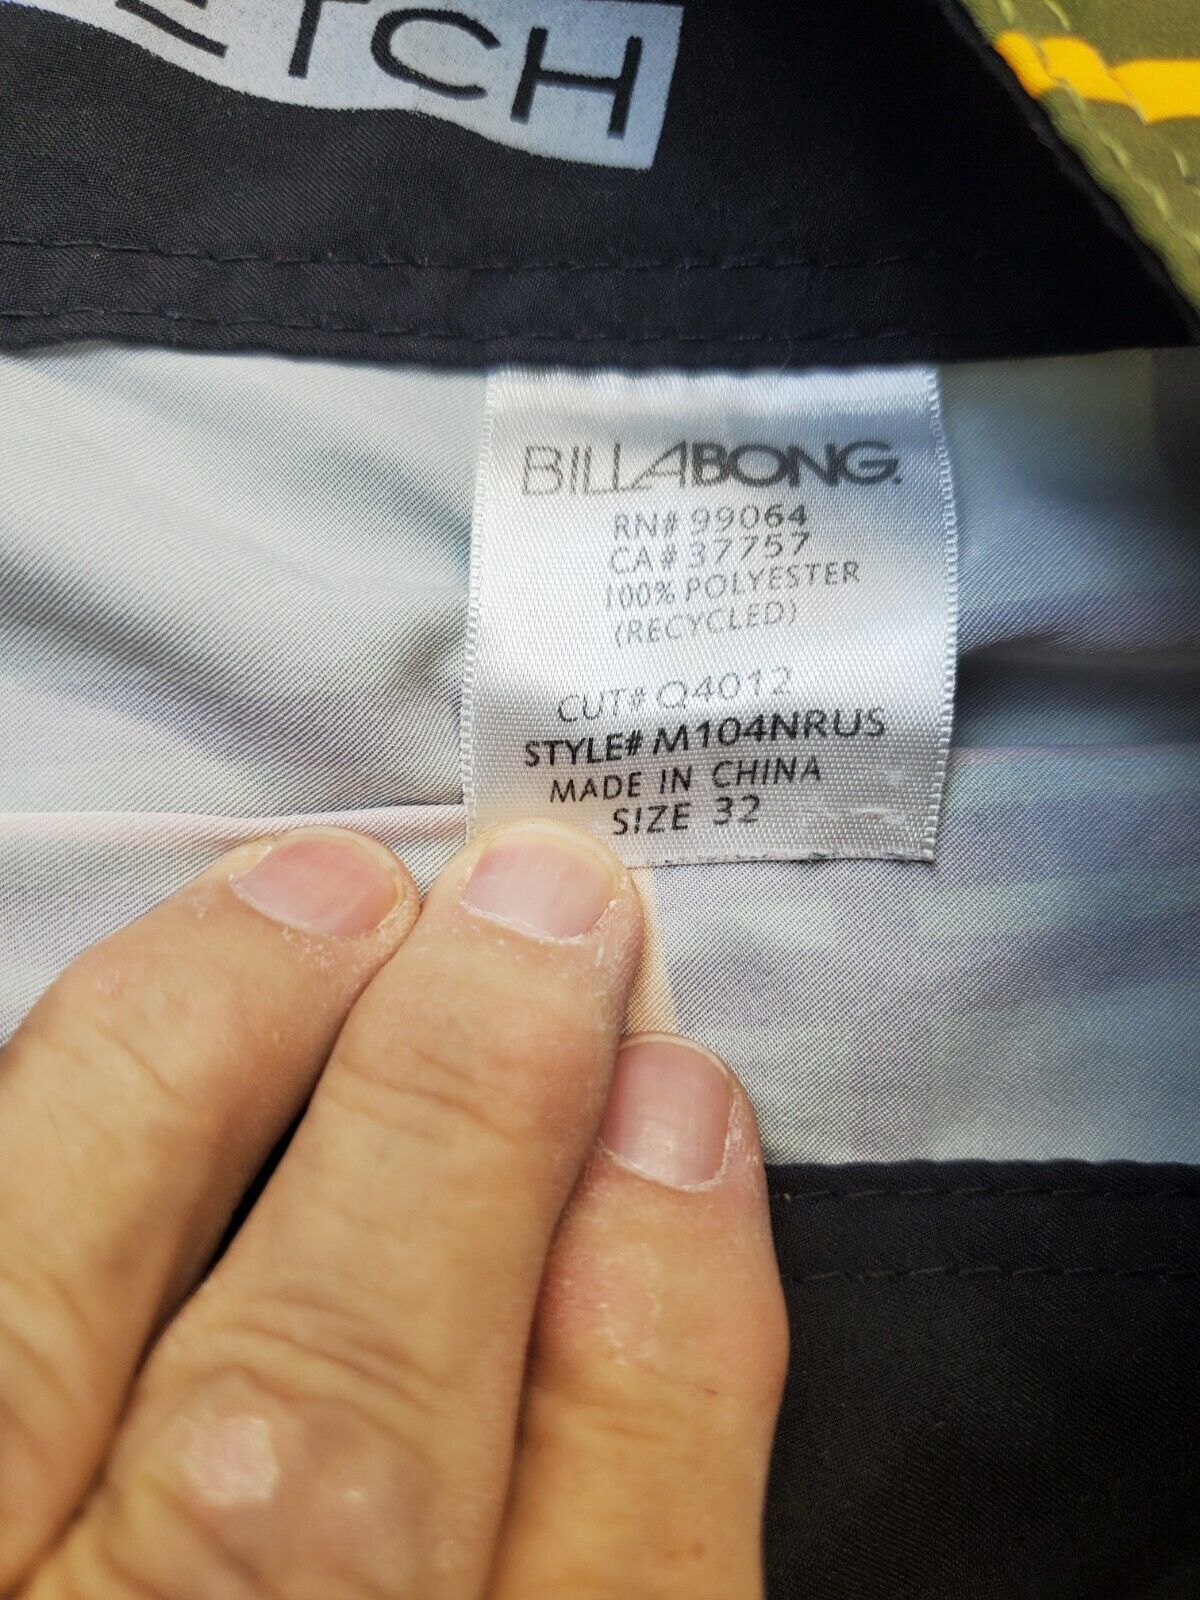 ETCH
BILLABONG.
RN# 99064
CA# 37757
100% POLYESTER
(RECYCLED)
CUT# Q4012
STYLE# M104NRUS
MADE IN CHINA
SIZE 32